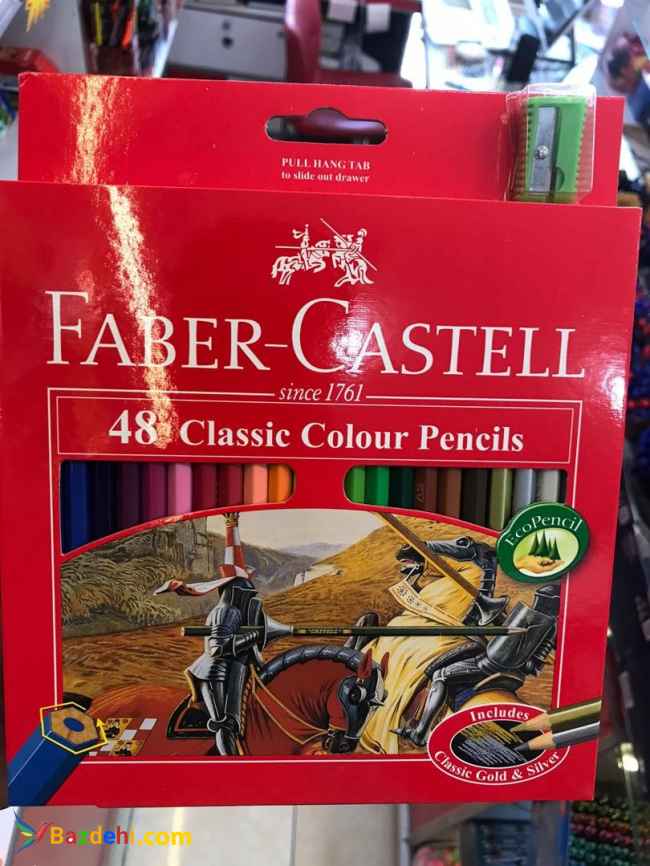 PULL HANG TAB
to slide out drawer
FABER-CASTELL
since 1761
48 Classic Colour Pencils
EcoPencil
"CASTELL"
Includes
Classic Gold & Silver
Bazdehi.com